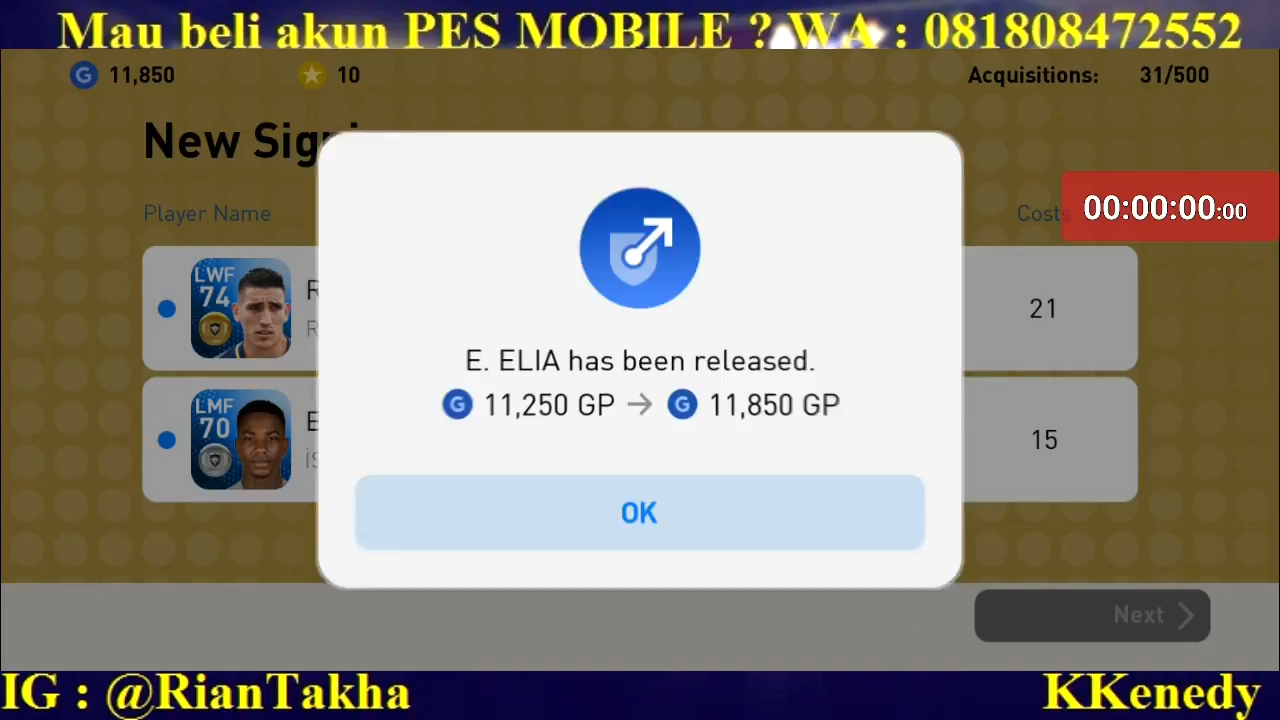 Mau beli akun PES MOBILE ? WA : 081808472552
G 11,850 10 Acquisitions: 31/500
New Sig
Player Name Costs
00:00:00:00
LWF
74
R
R
21
LMF
70
E
İS
15
E. ELIA has been released.
G 11,250 GP → G 11,850 GP
OK
Next
IG : @RianTakha KKenedy